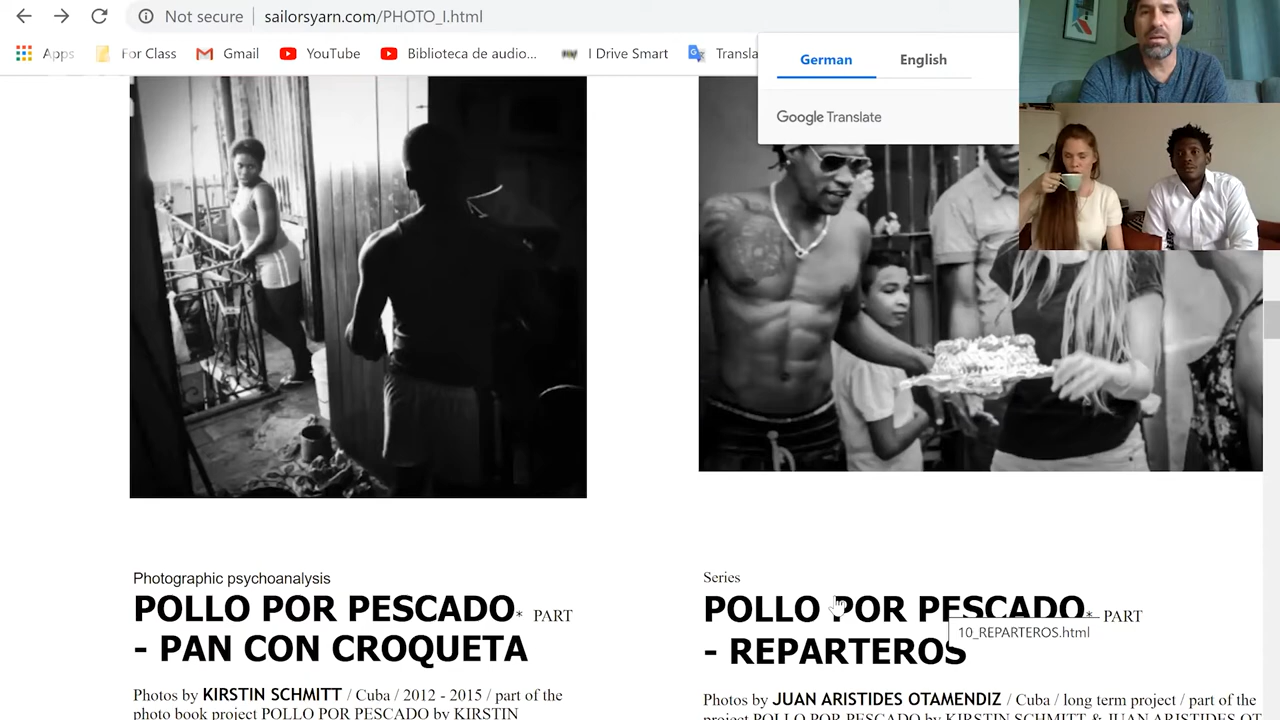 Not secure
sailorsyarn.com/PHOTO_I.html
Apps
For Class
Gmail
YouTube
Biblioteca de audio...
I Drive Smart
Transla
German
English
Google Translate
Photographic psychoanalysis
POLLO POR PESCADO* PART
- PAN CON CROQUETA
Photos by KIRSTIN SCHMITT / Cuba / 2012 - 2015 / part of the
photo book project POLLO POR PESCADO by KIRSTIN
Series
POLLO POR PESCADO* PART
10_REPARTEROS.html
- REPARTEROS
Photos by JUAN ARISTIDES OTAMENDIZ / Cuba / long term project / part of the
project POLLO POR PESCADO by KIRSTIN SCHMITT & JUAN ARISTIDES OT